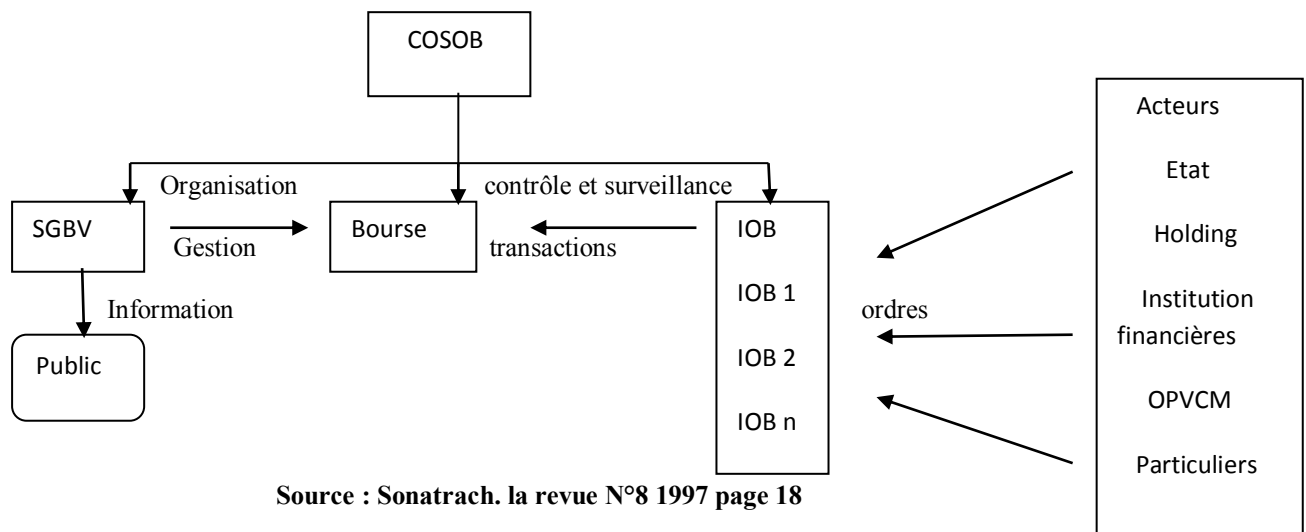 COSOB
Acteurs
Etat
Holding
Institution
financières
OPVCM
Particuliers
Organisation
contrôle et surveillance
SGBV
Bourse
IOB
Gestion
transactions
IOB 1
ordres
Information
IOB 2
Public
IOB n
Source : Sonatrach. la revue N°8 1997 page 18